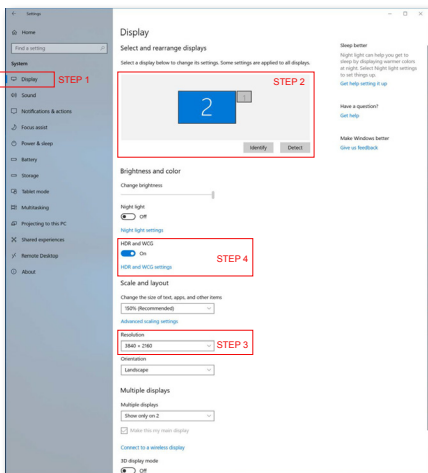 Settings
Home
Find a setting
System
Display
STEP 1
Sound
Notifications & actions
Focus assist
Power & sleep
Battery
Storage
Tablet mode
Multitasking
Projecting to this PC
Shared experiences
Remote Desktop
About
Display
Select and rearrange displays
Select a display below to change its settings. Some settings are applied to all displays.
STEP 2
2
1
Identify
Detect
Brightness and color
Change brightness
Night light
Off
Night light settings
HDR and WCG
On
STEP 4
HDR and WCG settings
Scale and layout
Change the size of text, apps, and other items
150% (Recommended)
Advanced scaling settings
Resolution
3840 × 2160
STEP 3
Orientation
Landscape
Multiple displays
Multiple displays
Show only on 2
Make this my main display
Connect to a wireless display
3D display mode
Off
Sleep better
Night light can help you get to
sleep by displaying warmer colors
at night. Select Night light settings
to set things up.
Get help setting it up
Have a question?
Get help
Make Windows better
Give us feedback